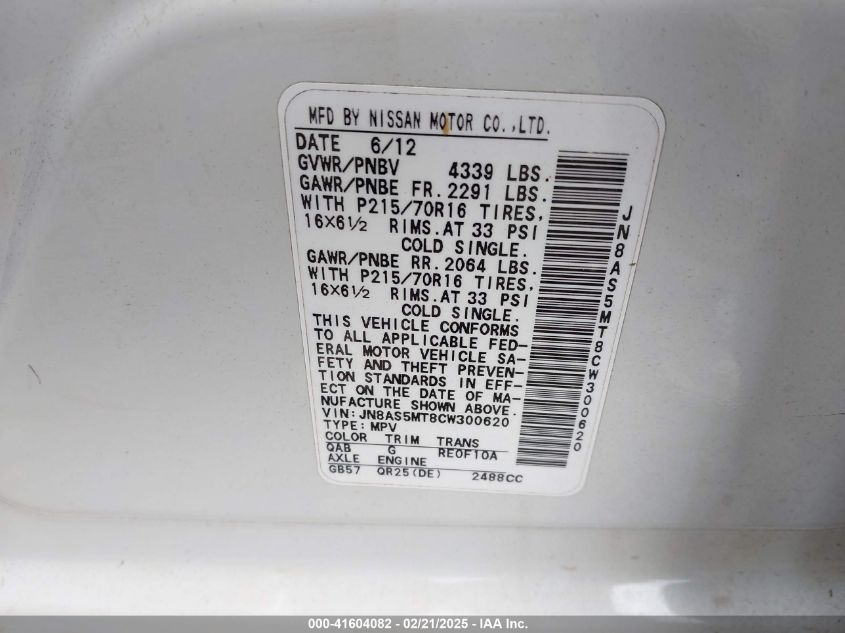 MFD BY NISSAN MOTOR CO.,LTD.
DATE 6/12
GVWR/PNBV 4339 LBS.
GAWR/PNBE FR. 2291 LBS.
WITH P215/70R16 TIRES,
16X6½ RIMS.AT 33 PSI
COLD SINGLE.
GAWR/PNBE RR. 2064 LBS.
WITH P215/70R16 TIRES,
16X6½ RIMS.AT 33 PSI
COLD SINGLE.
THIS VEHICLE CONFORMS
TO ALL APPLICABLE FED-
ERAL MOTOR VEHICLE SA-
FETY AND THEFT PREVEN-
TION STANDARDS IN EFF-
ECT ON THE DATE OF MA-
NUFACTURE SHOWN ABOVE.
VIN: JN8AS5MT8CW300620
TYPE: MPV
COLOR TRIM TRANS
QAB G RE0F10A
AXLE ENGINE
GB57 QR25(DE) 2488CC
JN8AS5MT8CW300620
000-41604082 - 02/21/2025 - IAA Inc.